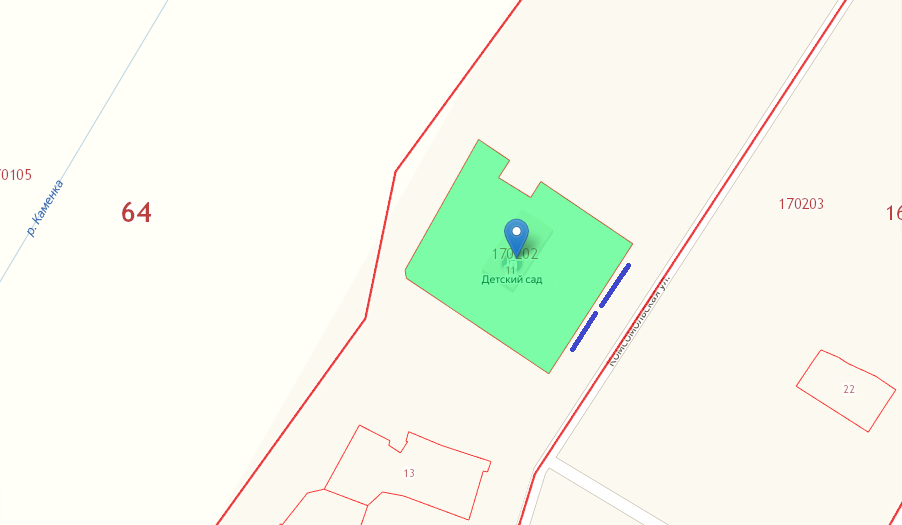 70105
р. Каменка
64
170203
16
170202
11
Детский сад
Комсомольская ул.
22
13